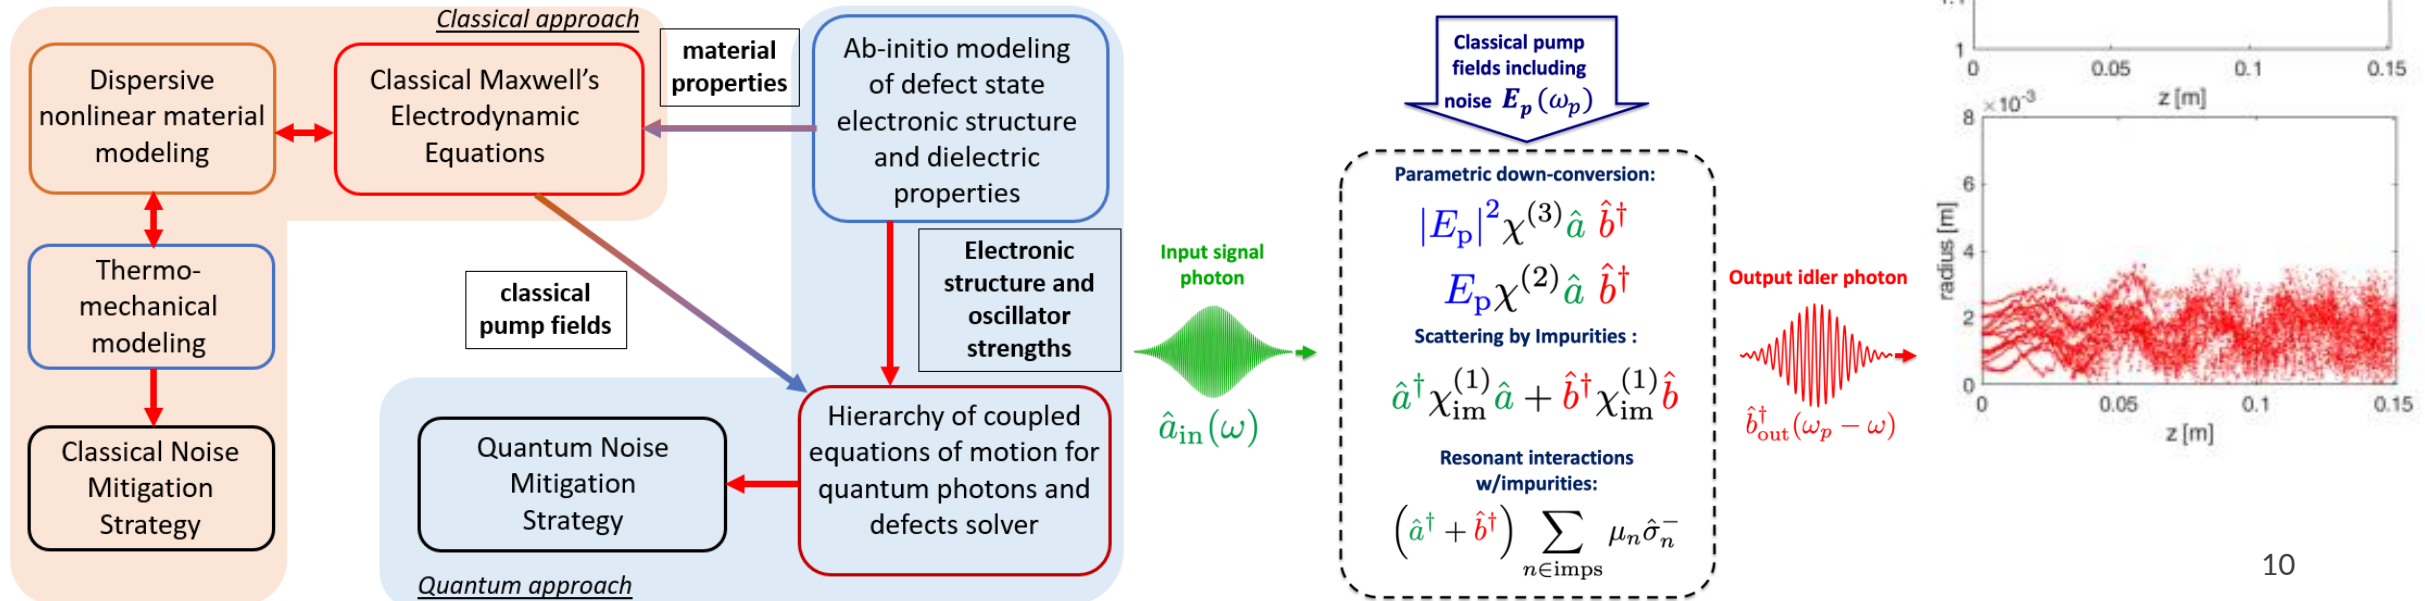 Classical approach
Dispersive
nonlinear material
modeling
Classical Maxwell’s
Electrodynamic
Equations
material
properties
Ab-initio modeling
of defect state
electronic structure
and dielectric
properties
Thermo-
mechanical
modeling
classical
pump fields
Electronic
structure and
oscillator
strengths
Classical Noise
Mitigation
Strategy
Quantum Noise
Mitigation
Strategy
Hierarchy of coupled
equations of motion for
quantum photons and
defects solver
Quantum approach
Input signal
photon
â_in(ω)
Classical pump
fields including
noise E_p(ω_p)
Parametric down-conversion:
|E_p|² χ^(3) â b̂†
E_p χ^(2) â b̂†
Scattering by Impurities :
â† χ_im^(1) â + b̂† χ_im^(1) b̂
Resonant interactions
w/impurities:
(â† + b̂†) ∑_{n∈imps} μ_n σ̂_n^−
Output idler photon
b̂†_out(ω_p − ω)
1
0 0.05 0.1 0.15
z [m]
×10^-3
8
6
4
2
0
radius [m]
0 0.05 0.1 0.15
z [m]
10